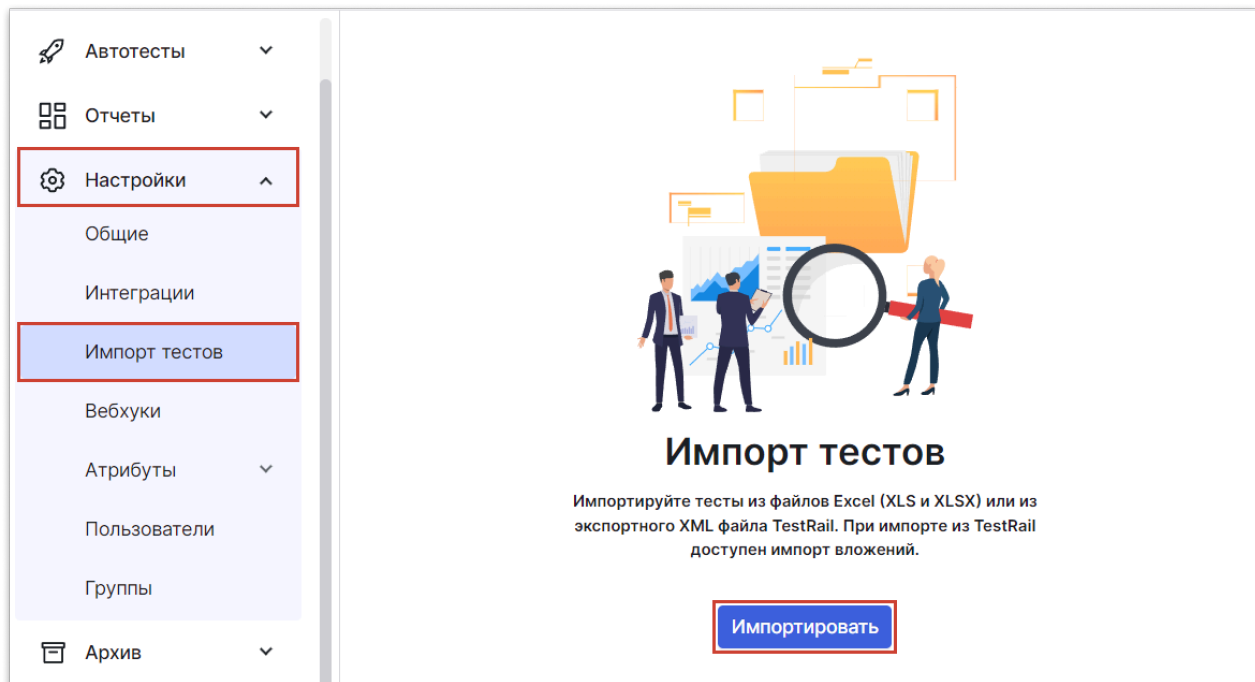 Автотесты
Отчеты
Настройки
Общие
Интеграции
Импорт тестов
Вебхуки
Атрибуты
Пользователи
Группы
Архив
Импорт тестов
Импортируйте тесты из файлов Excel (XLS и XLSX) или из
экспортного XML файла TestRail. При импорте из TestRail
доступен импорт вложений.
Импортировать